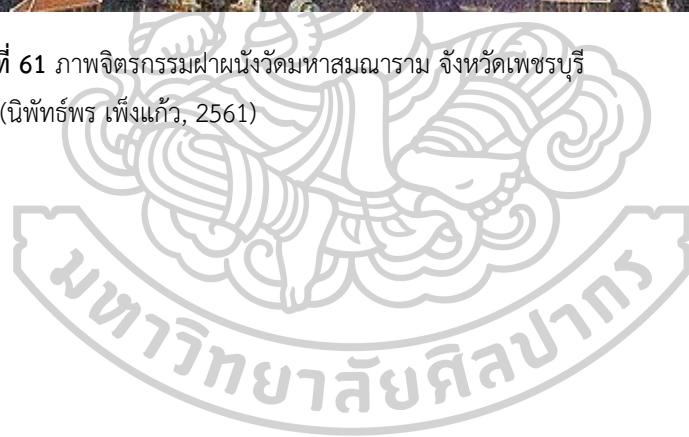 ที่ 61 ภาพจิตรกรรมฝาผนังวัดมหาสมณาราม จังหวัดเพชรบุรี
(นิพัทธ์พร เพ็งแก้ว, 2561)
มหาวิทยาลัยศิลปากร